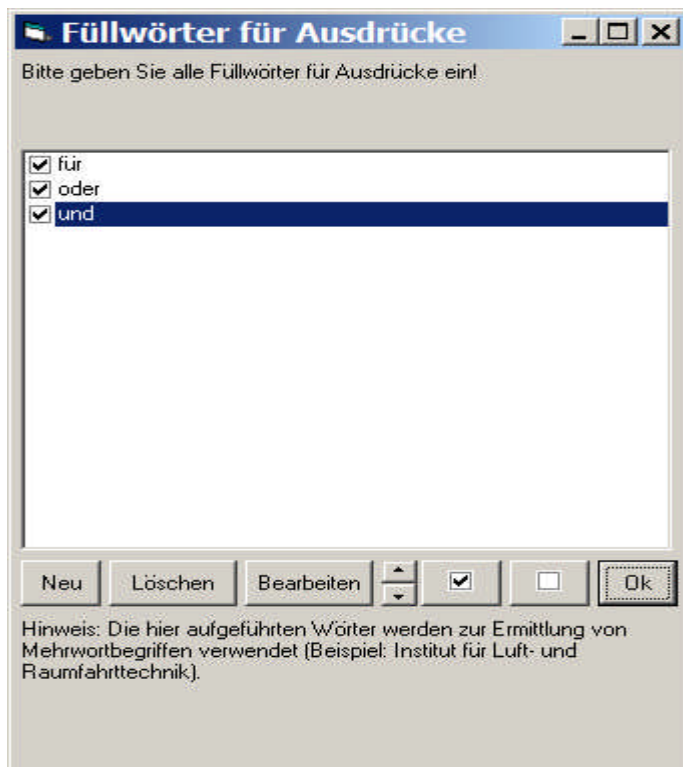 Füllwörter für Ausdrücke
Bitte geben Sie alle Füllwörter für Ausdrücke ein!
für
oder
und
Neu Löschen Bearbeiten Ok
Hinweis: Die hier aufgeführten Wörter werden zur Ermittlung von
Mehrwortbegriffen verwendet (Beispiel: Institut für Luft- und
Raumfahrttechnik).